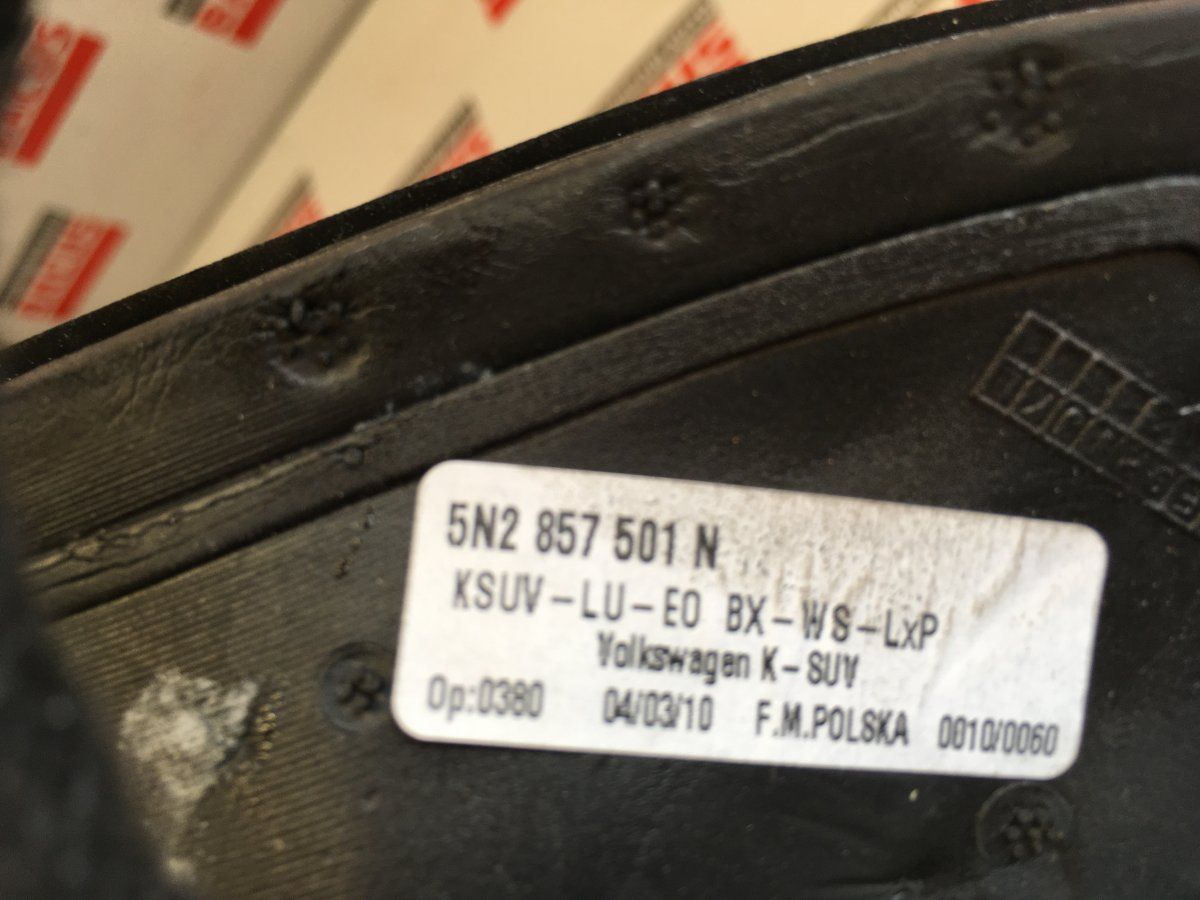 5N2 857 501 N
KSUV-LU-EO BX-WS-LxP
Volkswagen K-SUV
Op:0380 04/03/10 F.M.POLSKA 0010/0060